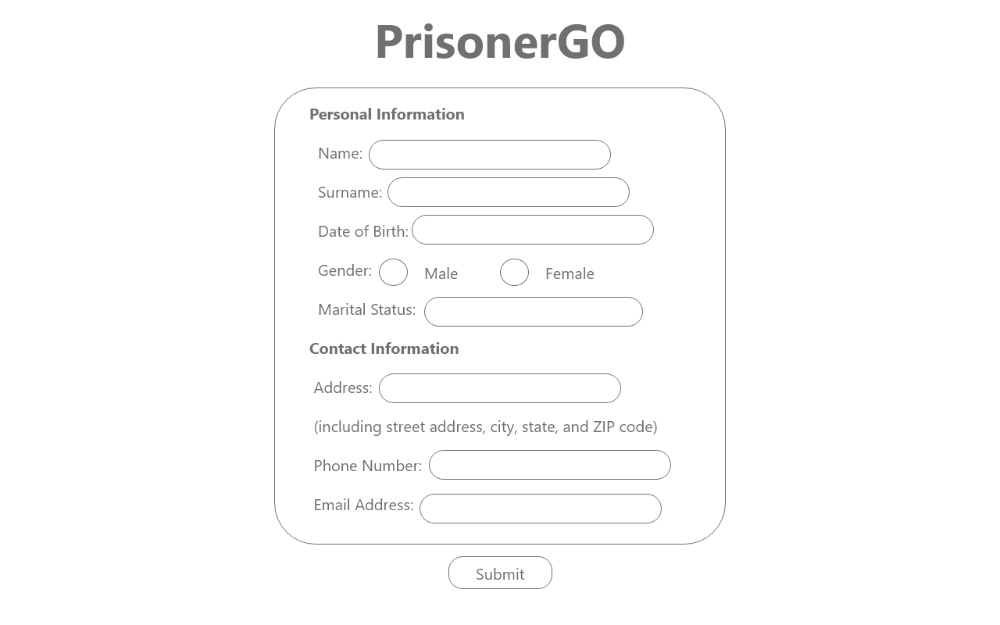 PrisonerGO
Personal Information
Name:
Surname:
Date of Birth:
Gender: Male Female
Marital Status:
Contact Information
Address:
(including street address, city, state, and ZIP code)
Phone Number:
Email Address:
Submit